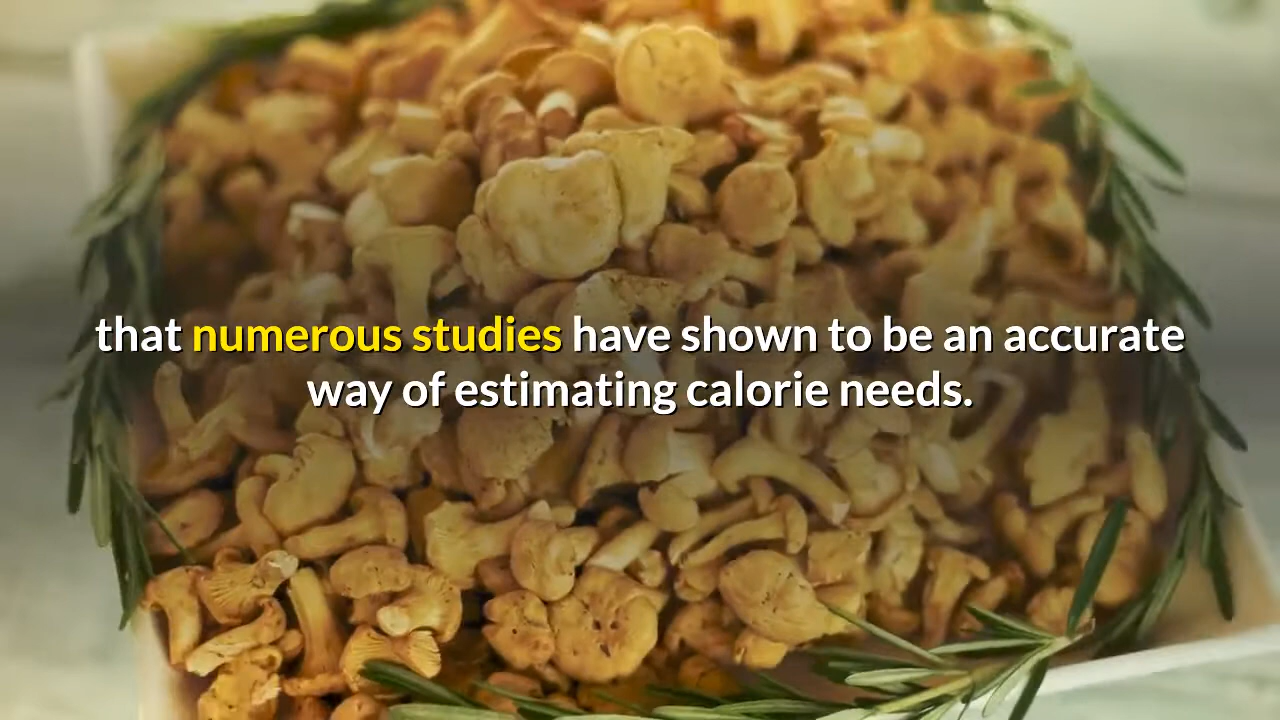 that numerous studies have shown to be an accurate
way of estimating calorie needs.